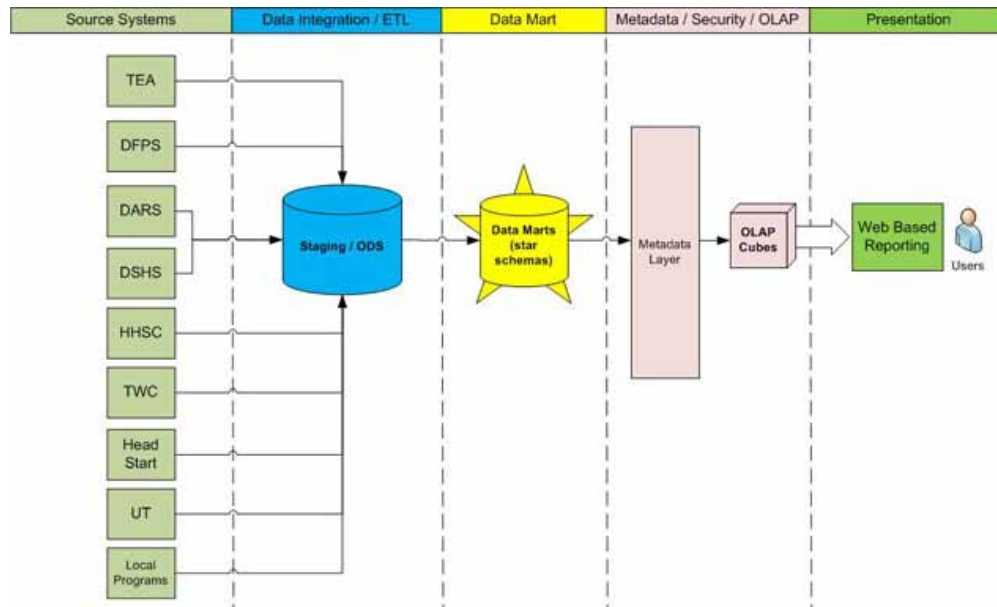 Source Systems
Data Integration / ETL
Data Mart
Metadata / Security / OLAP
Presentation
TEA
DFPS
DARS
DSHS
HHSC
TWC
Head
Start
UT
Local
Programs
Staging / ODS
Data Marts
(star
schemas)
Metadata
Layer
OLAP
Cubes
Web Based
Reporting
Users